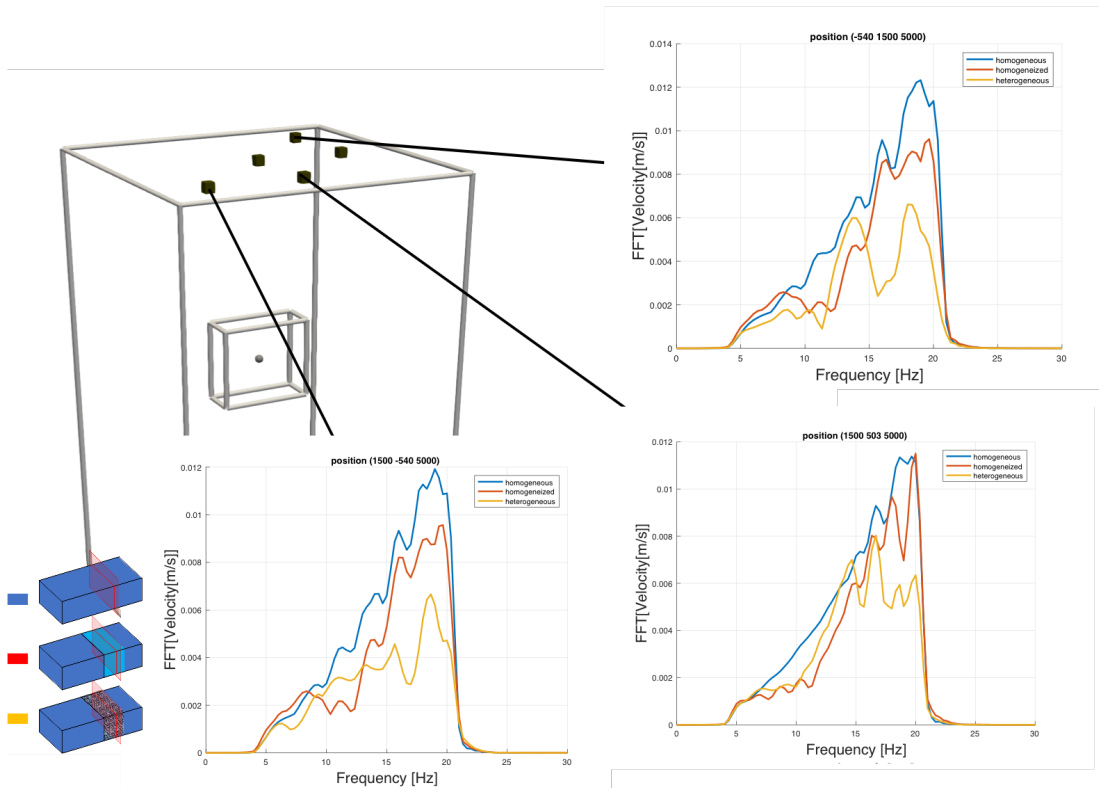 position (-540 1500 5000)
0.014
0.012
0.01
0.008
0.006
0.004
0.002
0
FFT[Velocity[m/s]]
homogeneous
homogeneized
heterogeneous
0 5 10 15 20 25 30
Frequency [Hz]
position (1500 -540 5000)
0.012
0.01
0.008
0.006
0.004
0.002
0
FFT[Velocity[m/s]]
homogeneous
homogeneized
heterogeneous
0 5 10 15 20 25 30
Frequency [Hz]
position (1500 503 5000)
0.012
0.01
0.008
0.006
0.004
0.002
0
FFT[Velocity[m/s]]
homogeneous
homogeneized
heterogeneous
0 5 10 15 20 25 30
Frequency [Hz]